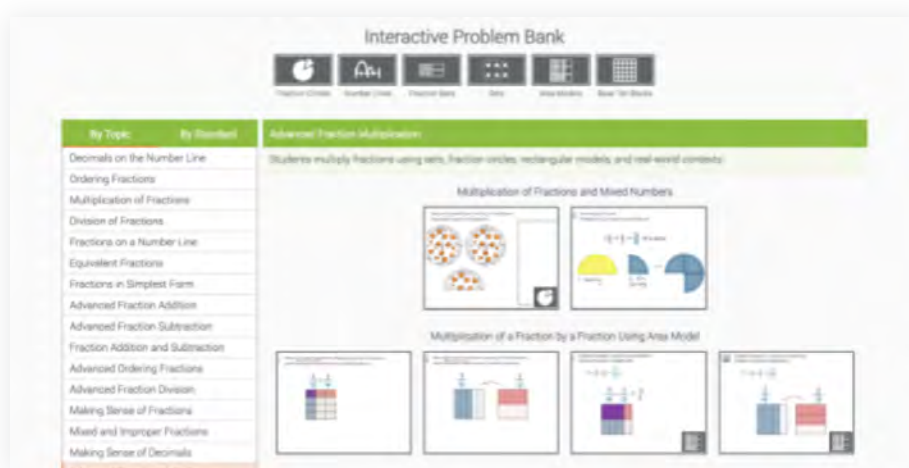 Interactive Problem Bank
Fraction Circles
Number Lines
Fraction Bars
Sets
Area Models
Base Ten Blocks
By Topic
By Standard
Advanced Fraction Multiplication
Decimals on the Number Line
Ordering Fractions
Multiplication of Fractions
Division of Fractions
Fractions on a Number Line
Equivalent Fractions
Fractions in Simplest Form
Advanced Fraction Addition
Advanced Fraction Subtraction
Fraction Addition and Subtraction
Advanced Ordering Fractions
Advanced Fraction Division
Making Sense of Fractions
Mixed and Improper Fractions
Making Sense of Decimals
Students multiply fractions using sets, fraction circles, rectangular models, and real-world contexts.
Multiplication of Fractions and Mixed Numbers
Multiplication of a Fraction by a Fraction Using Area Model